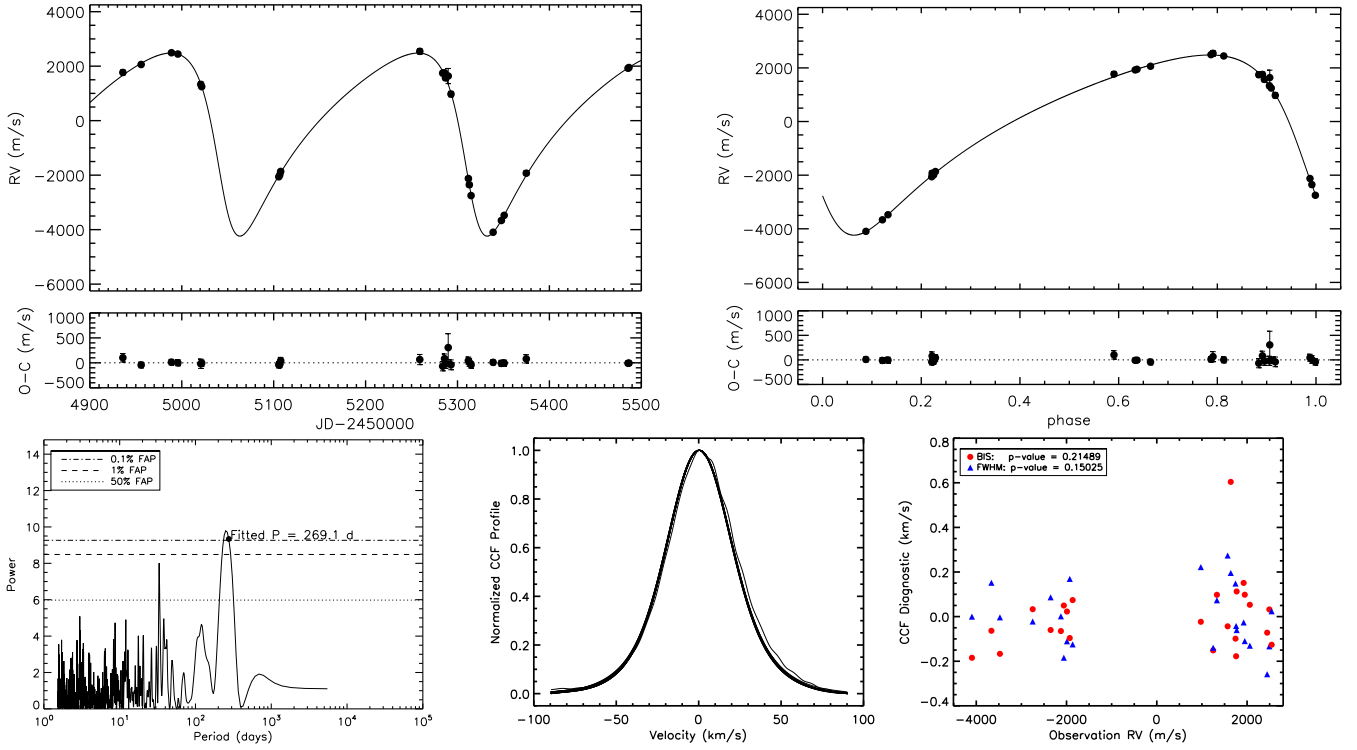 4000
2000
0
−2000
−4000
−6000
RV (m/s)
1000
500
0
−500
O−C (m/s)
4900 5000 5100 5200 5300 5400 5500
JD−2450000
4000
2000
0
−2000
−4000
−6000
RV (m/s)
1000
500
0
−500
O−C (m/s)
0.0 0.2 0.4 0.6 0.8 1.0
phase
14
12
10
8
6
4
2
0
Power
0.1% FAP
1% FAP
50% FAP
Fitted P = 269.1 d
10^0 10^1 10^2 10^3 10^4 10^5
Period (days)
1.0
0.8
0.6
0.4
0.2
0.0
Normalized CCF Profile
−100 −50 0 50 100
Velocity (km/s)
0.8
0.6
0.4
0.2
0.0
−0.2
−0.4
CCF Diagnostic (km/s)
BIS: p−value = 0.21489
FWHM: p−value = 0.15025
−4000 −2000 0 2000
Observation RV (m/s)